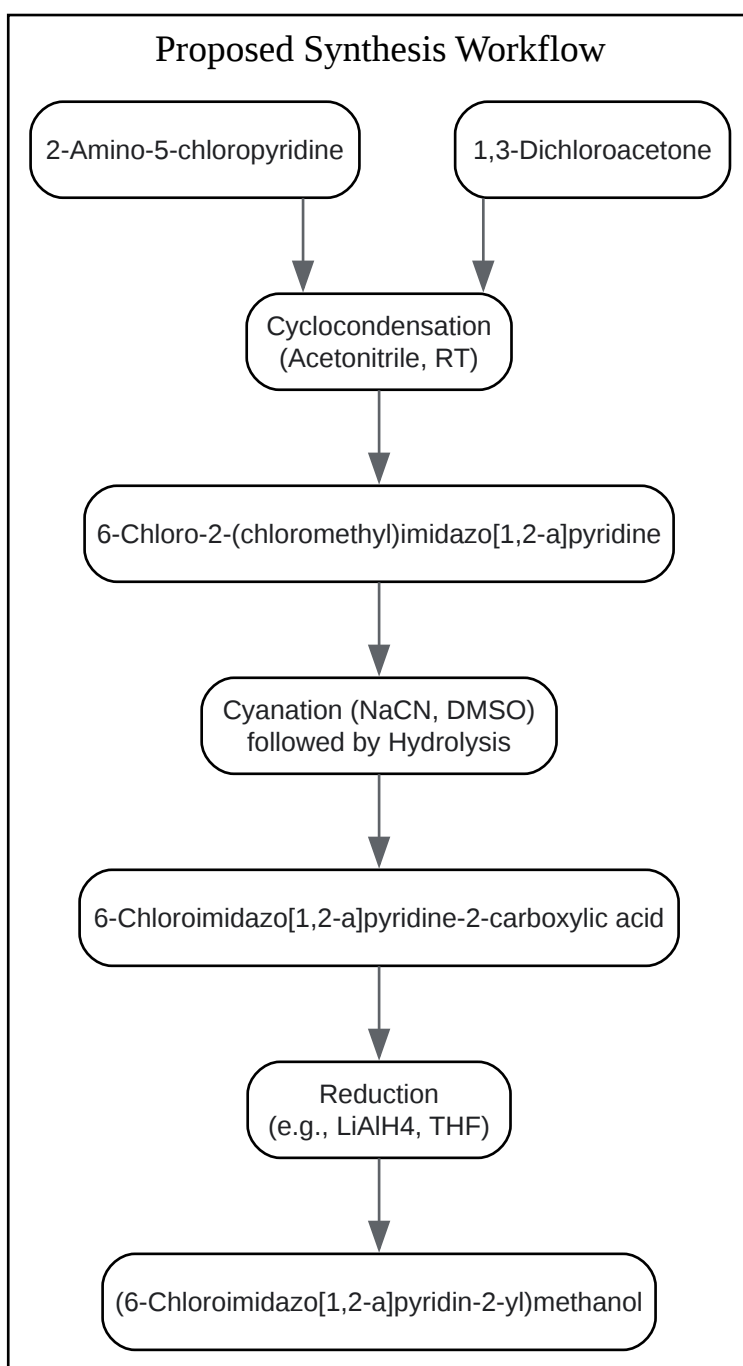 Proposed Synthesis Workflow
2-Amino-5-chloropyridine
1,3-Dichloroacetone
Cyclocondensation
(Acetonitrile, RT)
6-Chloro-2-(chloromethyl)imidazo[1,2-a]pyridine
Cyanation (NaCN, DMSO)
followed by Hydrolysis
6-Chloroimidazo[1,2-a]pyridine-2-carboxylic acid
Reduction
(e.g., LiAlH4, THF)
(6-Chloroimidazo[1,2-a]pyridin-2-yl)methanol